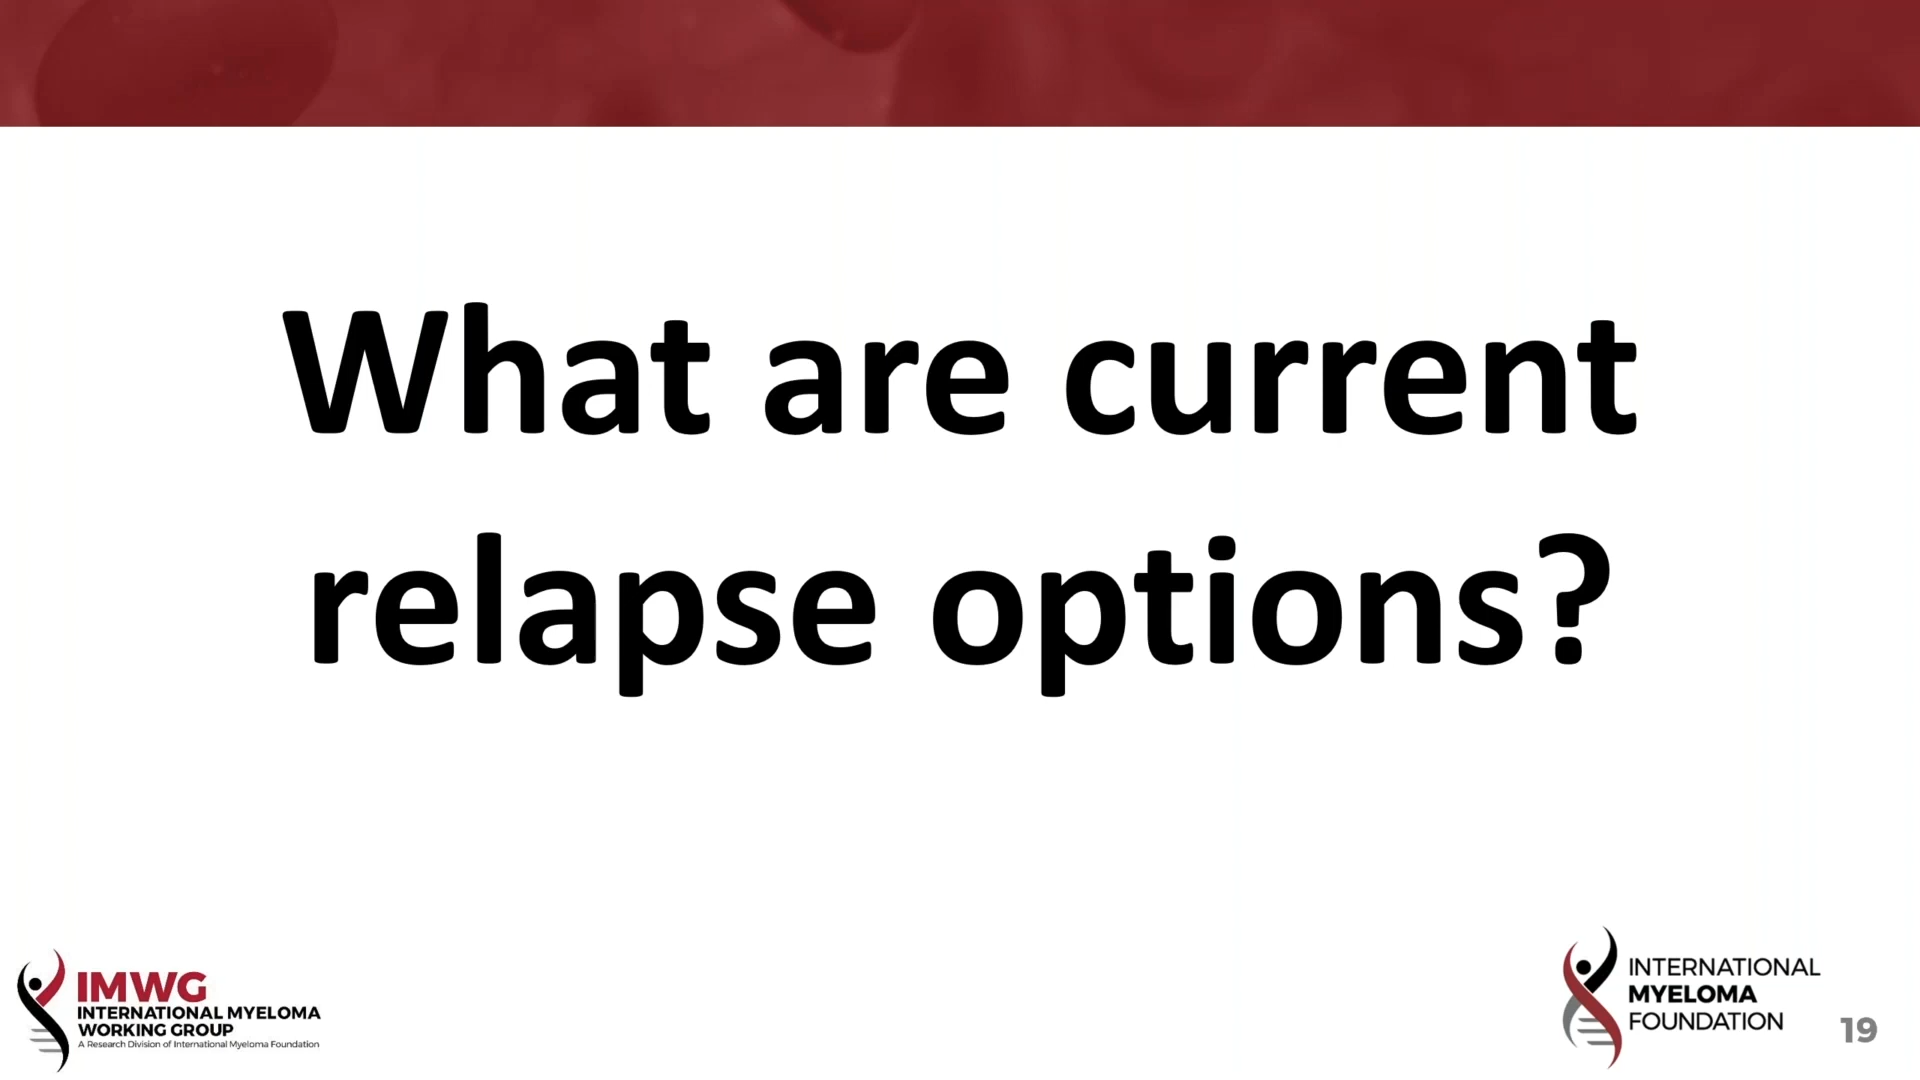 What are current
relapse options?
IMWG
INTERNATIONAL MYELOMA
WORKING GROUP
A Research Division of International Myeloma Foundation
INTERNATIONAL
MYELOMA
FOUNDATION
19